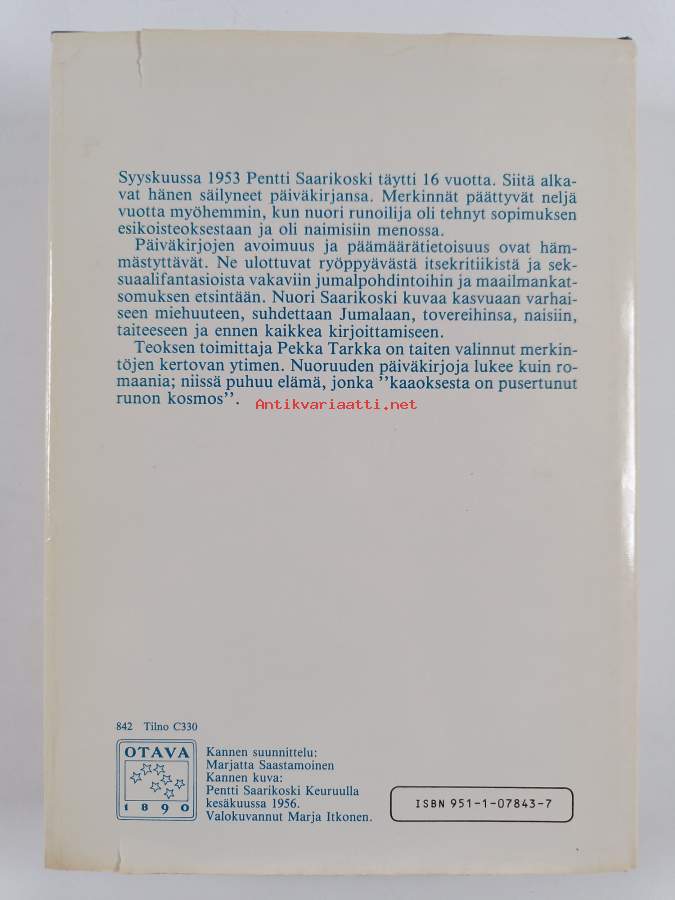 Syyskuussa 1953 Pentti Saarikoski täytti 16 vuotta. Siitä alka-
vat hänen säilyneet päiväkirjansa. Merkinnät päättyvät neljä
vuotta myöhemmin, kun nuori runoilija oli tehnyt sopimuksen
esikoisteoksestaan ja oli naimisiin menossa.
Päiväkirjojen avoimuus ja päämäärätietoisuus ovat häm-
mästyttävät. Ne ulottuvat ryöppyävästä itsekritiikistä ja sek-
suaalifantasioista vakaviin jumalpohdintoihin ja maailmankat-
somuksen etsintään. Nuori Saarikoski kuvaa kasvuaan varhai-
seen miehuuteen, suhdettaan Jumalaan, tovereihinsa, naisiin,
taiteeseen ja ennen kaikkea kirjoittamiseen.
Teoksen toimittaja Pekka Tarkka on taiten valinnut merkin-
töjen kertovan ytimen. Nuoruuden päiväkirjoja lukee kuin ro-
maania; niissä puhuu elämä, jonka ”kaaoksesta on pusertunut
runon kosmos”.
Antikvariaatti.net
842 Tilno C330
OTAVA
1890
Kannen suunnittelu:
Marjatta Saastamoinen
Kannen kuva:
Pentti Saarikoski Keuruulla
kesäkuussa 1956.
Valokuvannut Marja Itkonen.
ISBN 951-1-07843-7